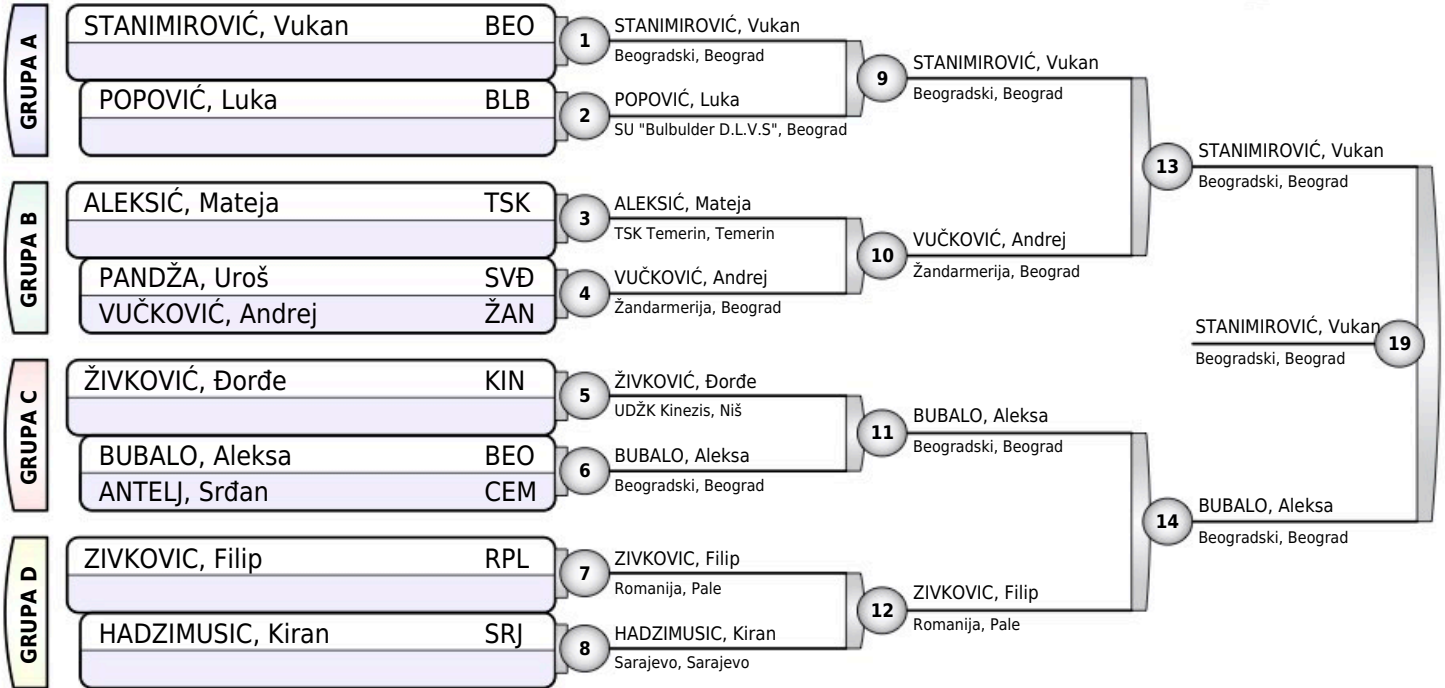 GRUPA A
STANIMIROVIĆ, Vukan BEO
POPOVIĆ, Luka BLB
GRUPA B
ALEKSIĆ, Mateja TSK
PANDŽA, Uroš SVĐ
VUČKOVIĆ, Andrej ŽAN
GRUPA C
ŽIVKOVIĆ, Đorđe KIN
BUBALO, Aleksa BEO
ANTELJ, Srđan CEM
GRUPA D
ZIVKOVIC, Filip RPL
HADZIMUSIC, Kiran SRJ
1
STANIMIROVIĆ, Vukan
Beogradski, Beograd
2
POPOVIĆ, Luka
SU "Bulbulder D.L.V.S", Beograd
3
ALEKSIĆ, Mateja
TSK Temerin, Temerin
4
VUČKOVIĆ, Andrej
Žandarmerija, Beograd
5
ŽIVKOVIĆ, Đorđe
UDŽK Kinezis, Niš
6
BUBALO, Aleksa
Beogradski, Beograd
7
ZIVKOVIC, Filip
Romanija, Pale
8
HADZIMUSIC, Kiran
Sarajevo, Sarajevo
9
STANIMIROVIĆ, Vukan
Beogradski, Beograd
10
VUČKOVIĆ, Andrej
Žandarmerija, Beograd
11
BUBALO, Aleksa
Beogradski, Beograd
12
ZIVKOVIC, Filip
Romanija, Pale
13
STANIMIROVIĆ, Vukan
Beogradski, Beograd
14
BUBALO, Aleksa
Beogradski, Beograd
STANIMIROVIĆ, Vukan
Beogradski, Beograd
19